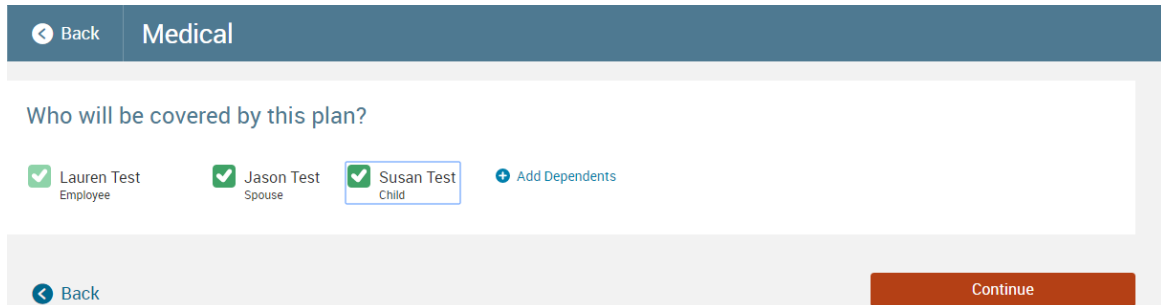 Back Medical
Who will be covered by this plan?
Lauren Test Jason Test Susan Test Add Dependents
Employee Spouse Child
Back Continue